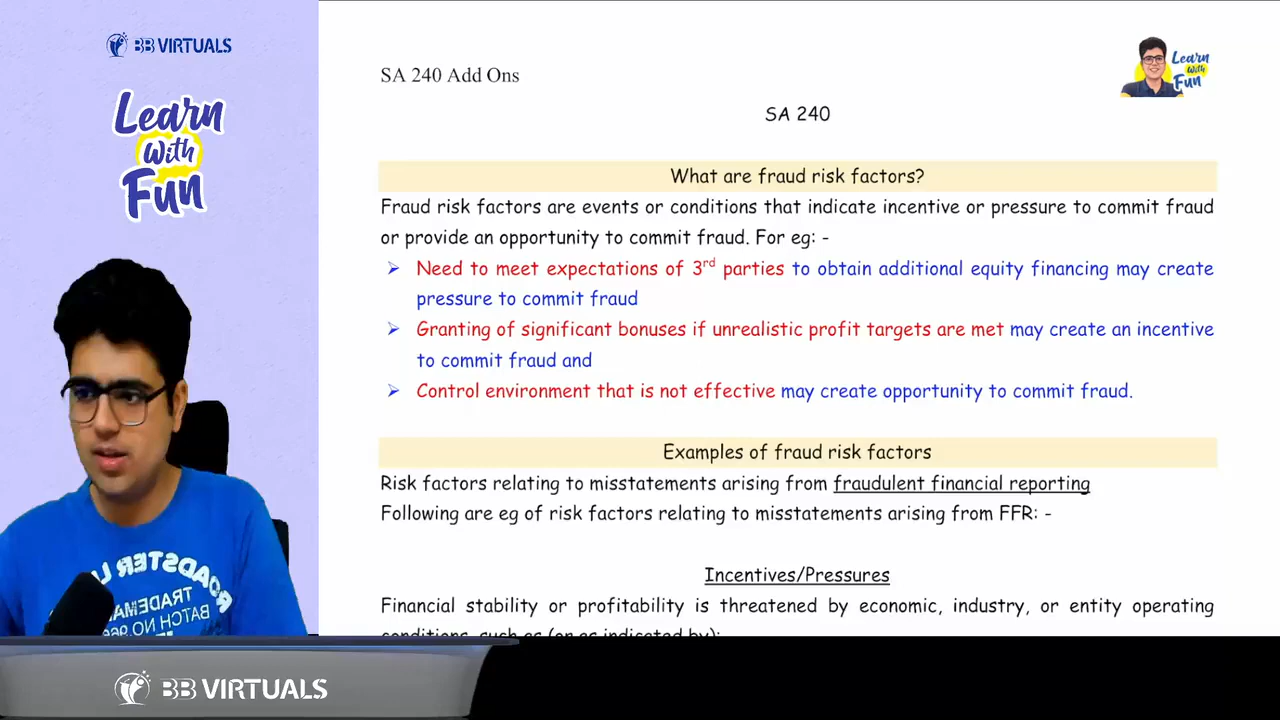 BB VIRTUALS
Learn
With
Fun
SA 240 Add Ons
Learn
With
Fun
SA 240
What are fraud risk factors?
Fraud risk factors are events or conditions that indicate incentive or pressure to commit fraud
or provide an opportunity to commit fraud. For eg: -
➢ Need to meet expectations of 3rd parties to obtain additional equity financing may create
pressure to commit fraud
➢ Granting of significant bonuses if unrealistic profit targets are met may create an incentive
to commit fraud and
➢ Control environment that is not effective may create opportunity to commit fraud.
Examples of fraud risk factors
Risk factors relating to misstatements arising from fraudulent financial reporting
Following are eg of risk factors relating to misstatements arising from FFR: -
Incentives/Pressures
Financial stability or profitability is threatened by economic, industry, or entity operating
conditions, such as (or as indicated by):
ROADSTER
TRADEMA
BATCH NO.
BB VIRTUALS